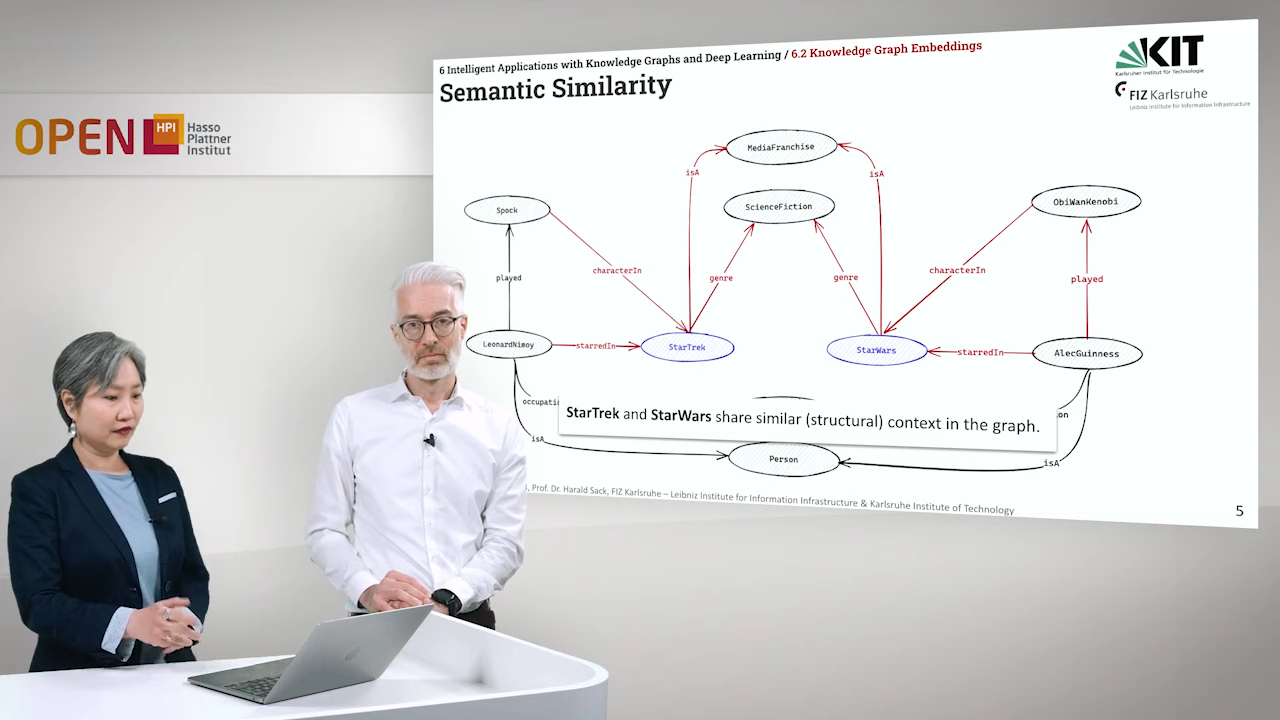 6 Intelligent Applications with Knowledge Graphs and Deep Learning / 6.2 Knowledge Graph Embeddings
Semantic Similarity
KIT
Karlsruher Institut für Technologie
FIZ Karlsruhe
Leibniz Institute for Information Infrastructure
OPEN HPI
Hasso
Plattner
Institut
MediaFranchise
isA
isA
Spock
ScienceFiction
ObiWanKenobi
characterIn
characterIn
played
genre
genre
played
LeonardNimoy
starredIn
StarTrek
StarWars
starredIn
AlecGuinness
occupati
on
StarTrek and StarWars share similar (structural) context in the graph.
isA
Person
isA
, Prof. Dr. Harald Sack, FIZ Karlsruhe – Leibniz Institute for Information Infrastructure & Karlsruhe Institute of Technology
5